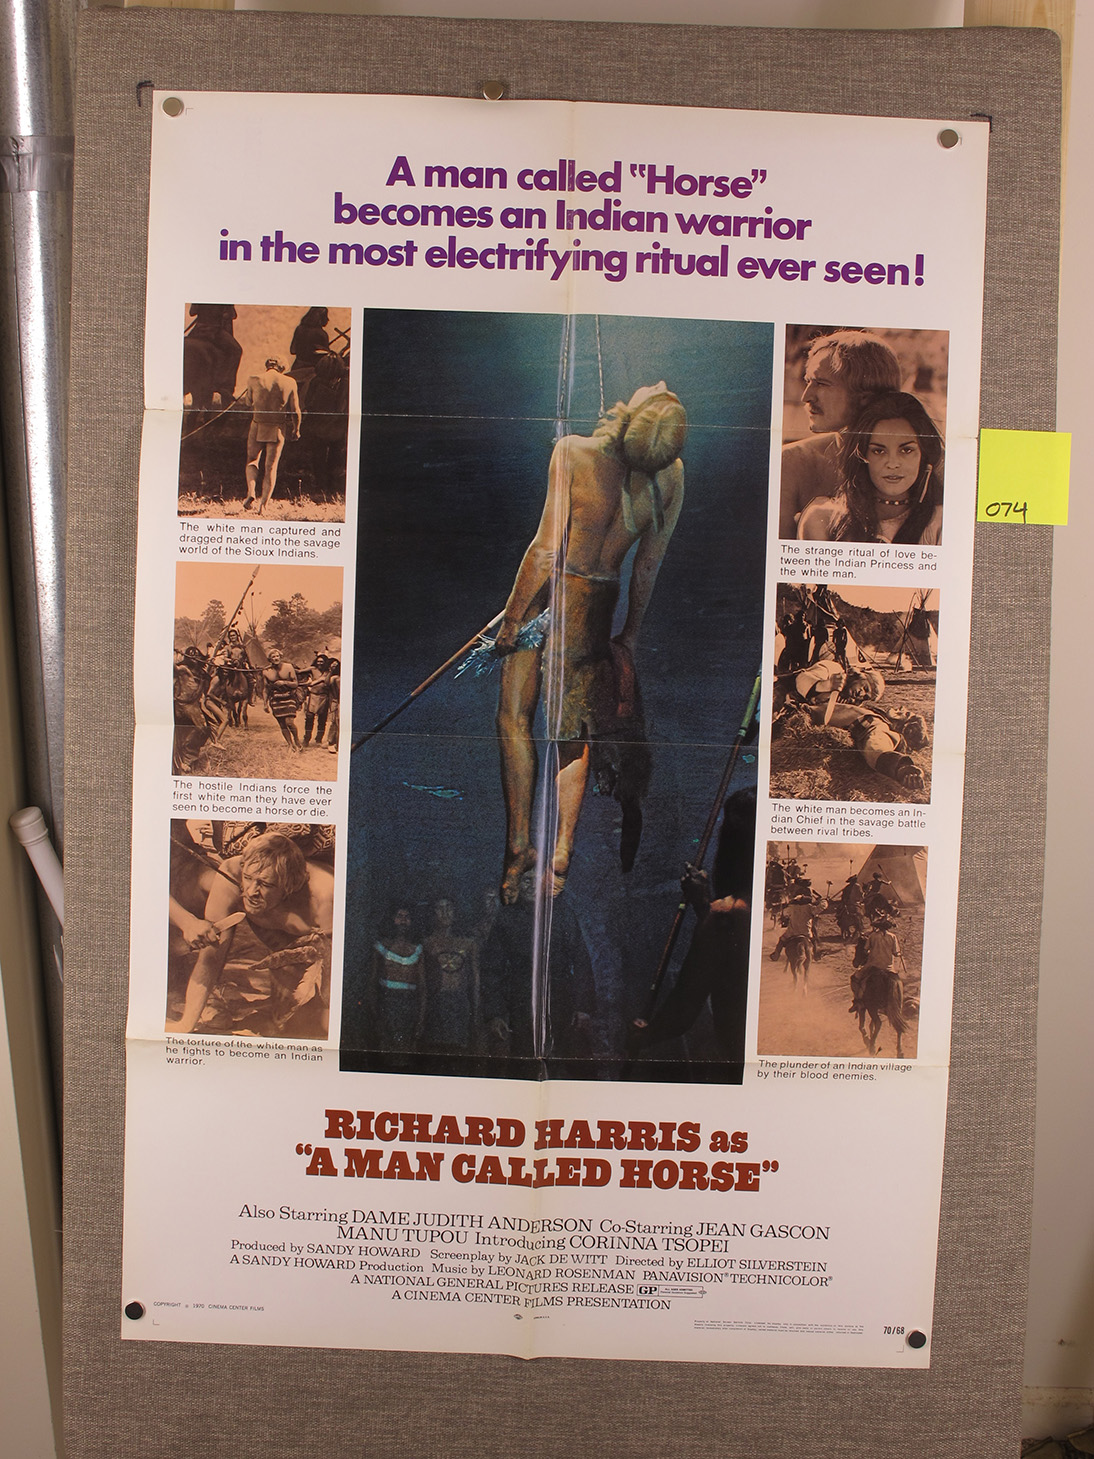 A man called "Horse"
becomes an Indian warrior
in the most electrifying ritual ever seen!
The white man captured and
dragged naked into the savage
world of the Sioux Indians.
The hostile Indians force the
first white man they have ever
seen to become a horse or die.
The torture of the white man as
he fights to become an Indian
warrior.
The strange ritual of love be-
tween the Indian Princess and
the white man.
The white man becomes an In-
dian Chief in the savage battle
between rival tribes.
The plunder of an Indian village
by their blood enemies.
074
RICHARD HARRIS as
"A MAN CALLED HORSE"
Also Starring DAME JUDITH ANDERSON Co-Starring JEAN GASCON
MANU TUPOU Introducing CORINNA TSOPEI
Produced by SANDY HOWARD Screenplay by JACK DE WITT Directed by ELLIOT SILVERSTEIN
A SANDY HOWARD Production Music by LEONARD ROSENMAN PANAVISION® TECHNICOLOR®
A NATIONAL GENERAL PICTURES RELEASE GP
A CINEMA CENTER FILMS PRESENTATION
COPYRIGHT © 1970 CINEMA CENTER FILMS
70/68